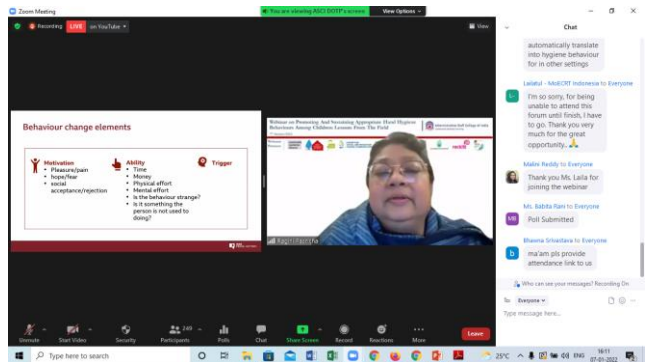 Zoom Meeting
You are viewing ASCI DOTP's screen
View Options
Recording
LIVE
on YouTube
View
Chat
automatically translate
into hygiene behaviour
for in other settings
Lailatul - MoECRT Indonesia to Everyone
I'm so sorry, for being
unable to attend this
forum until finish, I have
to go. Thank you very
much for the great
opportunity..
Malini Reddy to Everyone
Thank you Ms. Laila for
joining the webinar
Ms. Babita Rani to Everyone
MB
Poll Submitted
Bhawna Srivastava to Everyone
b
ma'am pls provide
attendance link to us
Who can see your messages? Recording On
To: Everyone
Type message here...
Behaviour change elements
Motivation
• Pleasure/pain
• hope/fear
• social
acceptance/rejection
Ability
• Time
• Money
• Physical effort
• Mental effort
• Is the behaviour strange?
• Is it something the
person is not used to
doing?
Trigger
Webinar on Promoting And Sustaining Appropriate Hand Hygiene
Behaviours Among Children: Lessons From The Field
Unmute
Start Video
Security
249
Participants
Polls
Chat
Share Screen
Record
Reactions
More
Leave
Type here to search
25°C
ENG
16:11
07-01-2022